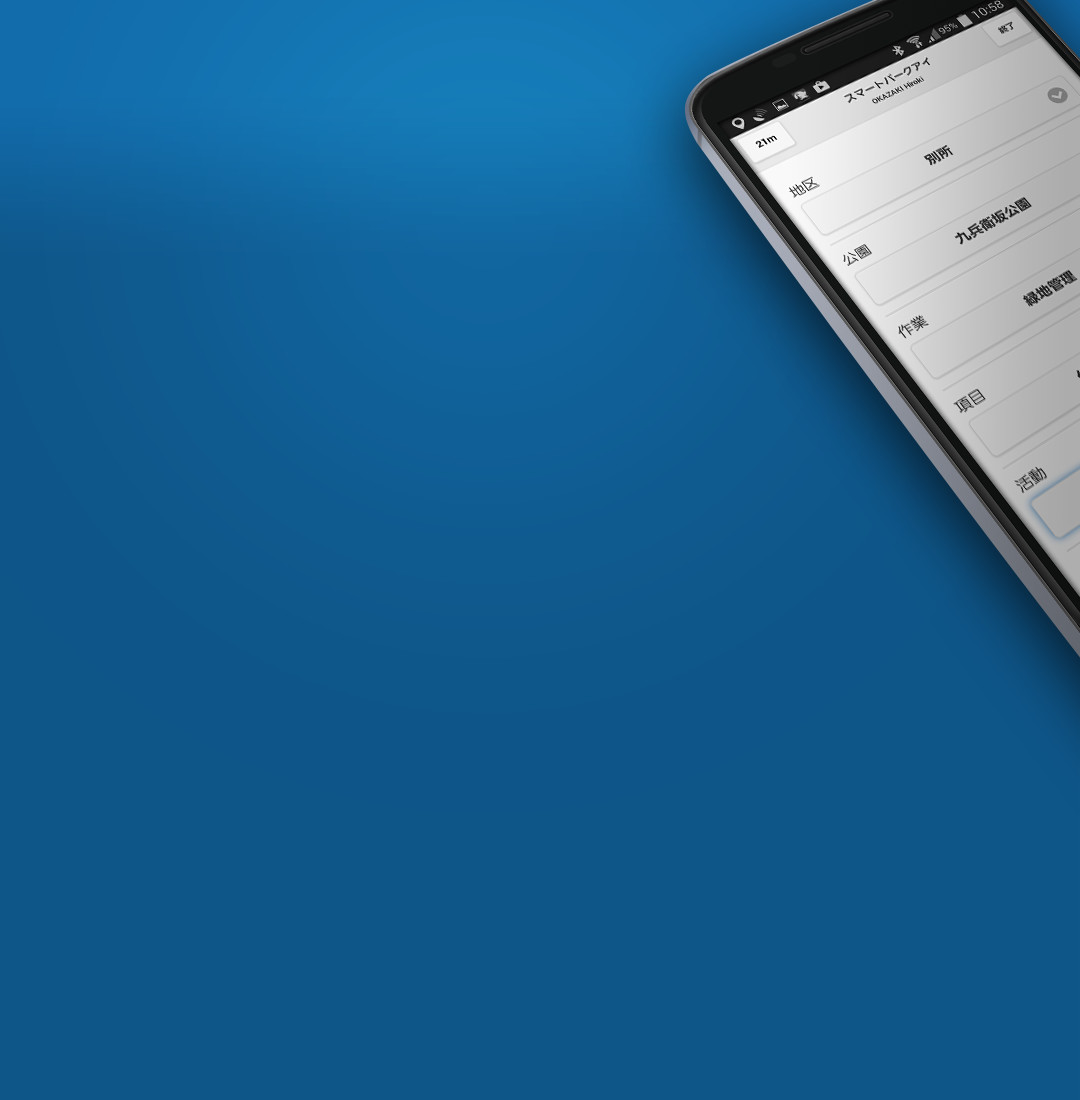 95% 10:58
スマートパークアイ
OKAZAKI Hiroki
終了
21m
地区
別所
公園
九兵衛坂公園
作業
緑地管理
項目
活動